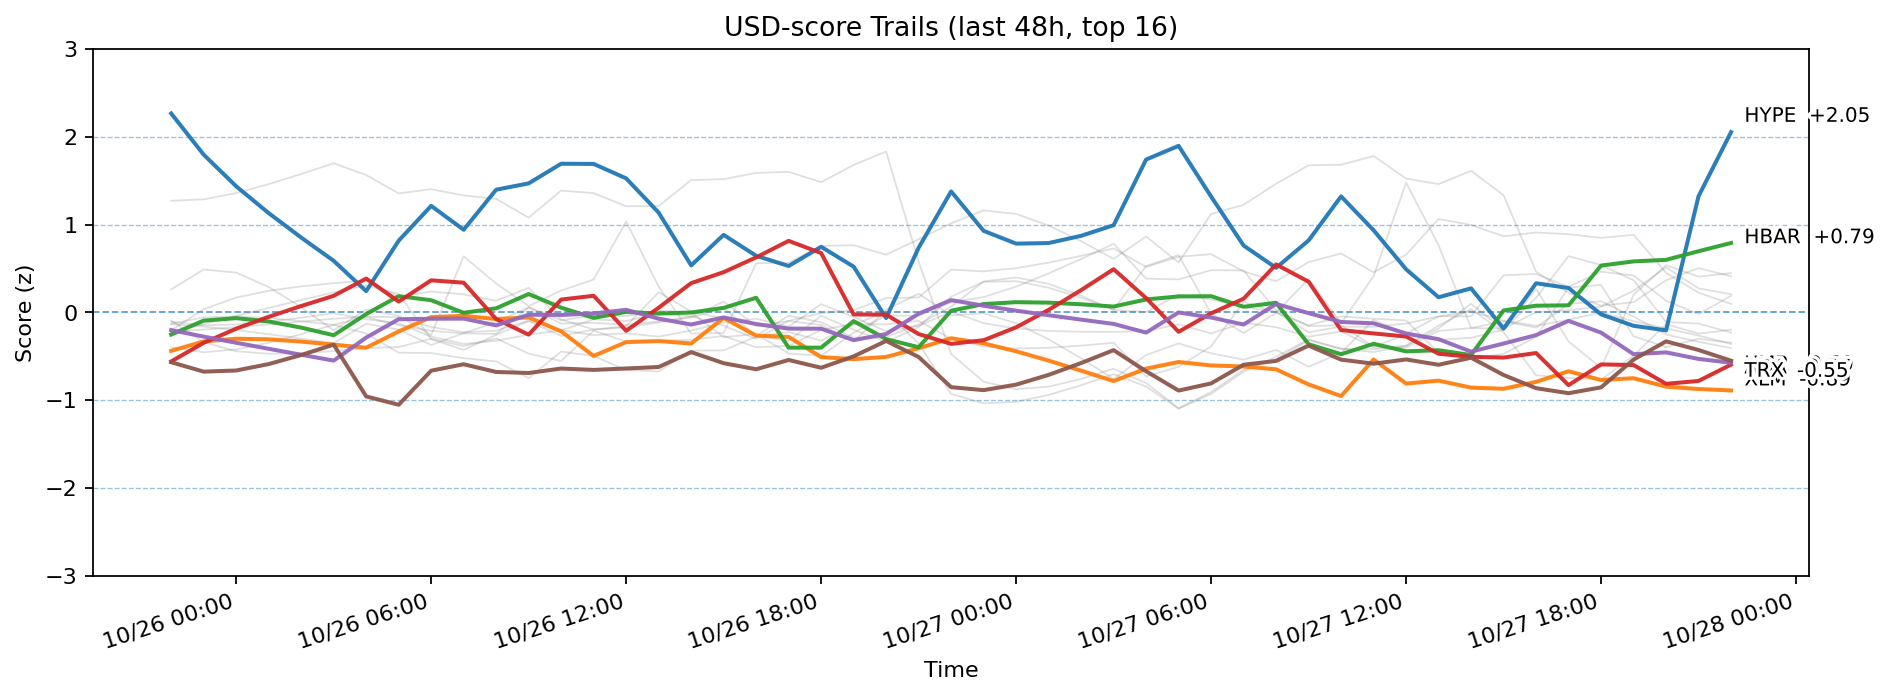 USD-score Trails (last 48h, top 16)
3
2
1
0
−1
−2
−3
Score (z)
HYPE +2.05
HBAR +0.79
TRX -0.55
XLM -0.89
10/26 00:00
10/26 06:00
10/26 12:00
10/26 18:00
10/27 00:00
10/27 06:00
10/27 12:00
10/27 18:00
10/28 00:00
Time